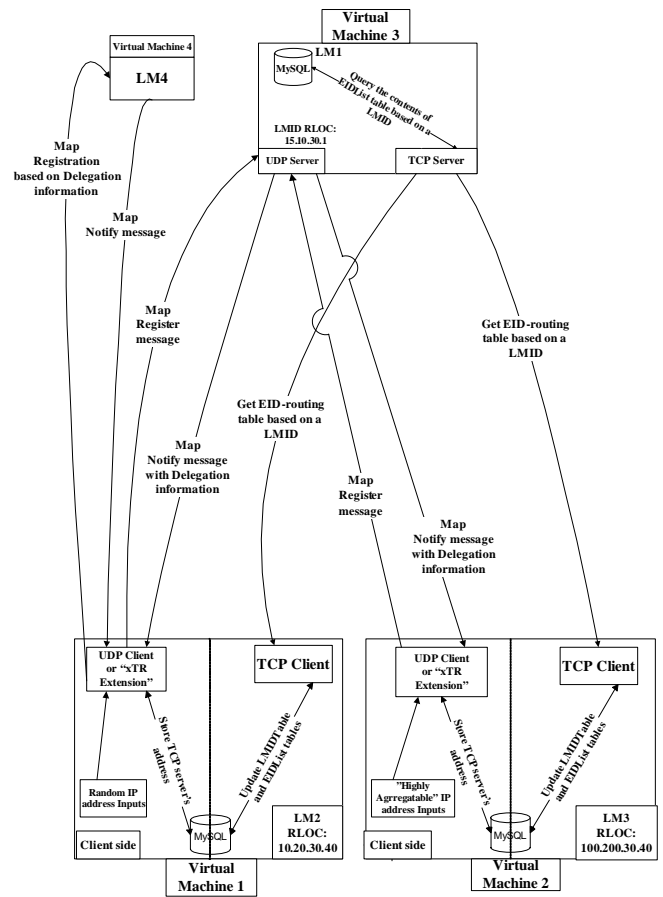 Virtual
Machine 3
Virtual Machine 4
LM4
LM1
MySQL
Query the contents of
EIDList table based on a
LMID
LMID RLOC:
15.10.30.1
UDP Server
TCP Server
Map
Registration
based on Delegation
information
Map
Notify message
Map
Register
message
Get EID-routing
table based on a
LMID
Get EID-routing
table based on a
LMID
Map
Notify message
with Delegation
information
Map
Register
message
Map
Notify message
with Delegation
information
UDP Client
or “xTR
Extension”
TCP Client
Store TCP server's
address
Update LMIDTable
and EIDList tables
Random IP
address Inputs
Client side
MySQL
LM2
RLOC:
10.20.30.40
Virtual
Machine 1
UDP Client
or “xTR
Extension”
TCP Client
Store TCP server's
address
Update LMIDTable
and EIDList tables
"Highly
Agrregatable" IP
address Inputs
Client side
MySQL
LM3
RLOC:
100.200.30.40
Virtual
Machine 2